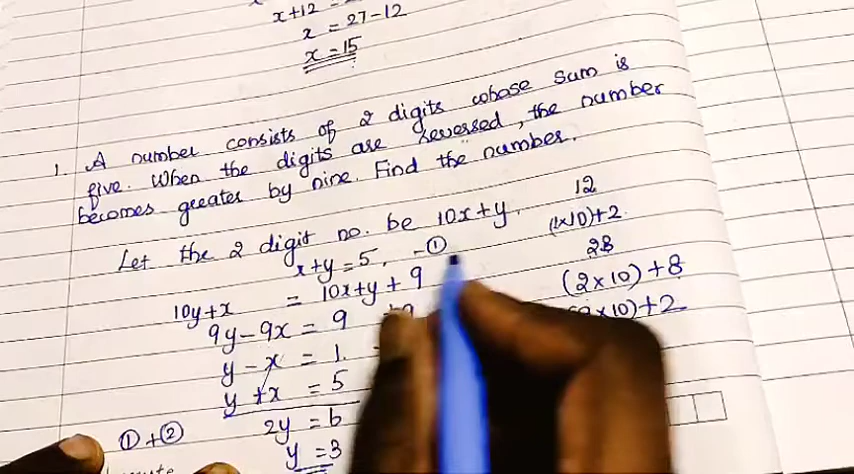 x+12 =
x = 27-12
x = 15
1. A number consists of 2 digits whose sum is
five. When the digits are reversed, the number
becomes greater by nine. Find the number.
Let the 2 digit no. be 10x+y.
x+y = 5. -①
10y+x = 10x+y+9
9y-9x = 9
y-x = 1
y+x = 5
①+② 2y = 6
y = 3
12
(1x10)+2
28
(2x10)+8
x10)+2